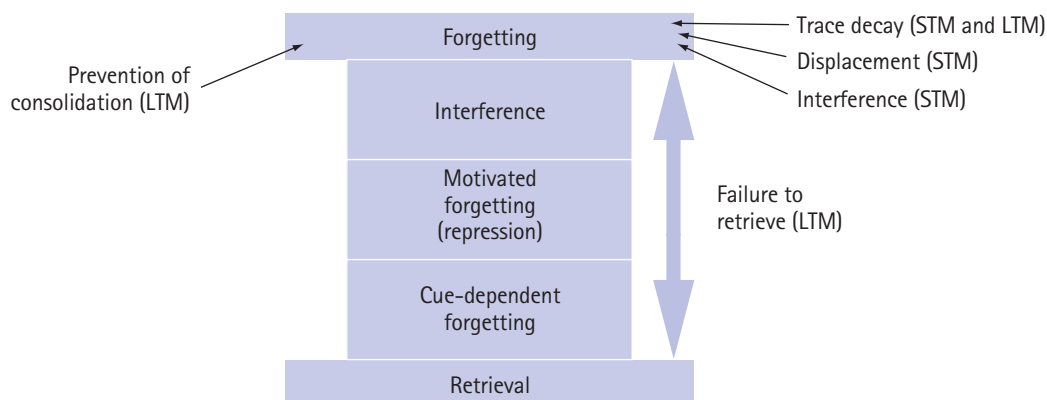 Forgetting
Trace decay (STM and LTM)
Displacement (STM)
Interference (STM)
Prevention of
consolidation (LTM)
Interference
Motivated
forgetting
(repression)
Failure to
retrieve (LTM)
Cue-dependent
forgetting
Retrieval